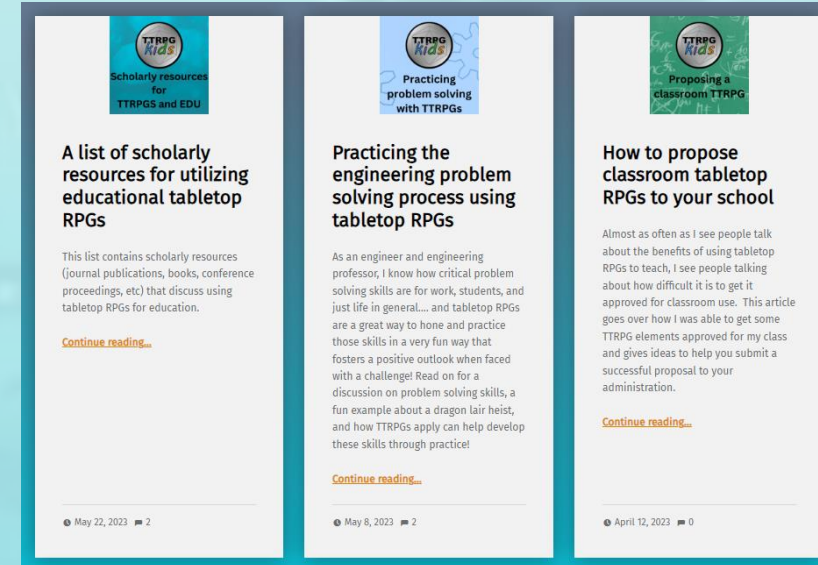 TTRPG
Kids
Scholarly resources
for
TTRPGS and EDU
A list of scholarly
resources for utilizing
educational tabletop
RPGs
This list contains scholarly resources
(journal publications, books, conference
proceedings, etc) that discuss using
tabletop RPGs for education.
Continue reading...
May 22, 2023 2
TTRPG
Kids
Practicing
problem solving
with TTRPGs
Practicing the
engineering problem
solving process using
tabletop RPGs
As an engineer and engineering
professor, I know how critical problem
solving skills are for work, students, and
just life in general.... and tabletop RPGs
are a great way to hone and practice
those skills in a very fun way that
fosters a positive outlook when faced
with a challenge! Read on for a
discussion on problem solving skills, a
fun example about a dragon lair heist,
and how TTRPGs apply can help develop
these skills through practice!
Continue reading...
May 8, 2023 2
TTRPG
Kids
Proposing a
classroom TTRPG
How to propose
classroom tabletop
RPGs to your school
Almost as often as I see people talk
about the benefits of using tabletop
RPGs to teach, I see people talking
about how difficult it is to get it
approved for classroom use. This article
goes over how I was able to get some
TTRPG elements approved for my class
and gives ideas to help you submit a
successful proposal to your
administration.
Continue reading...
April 12, 2023 0